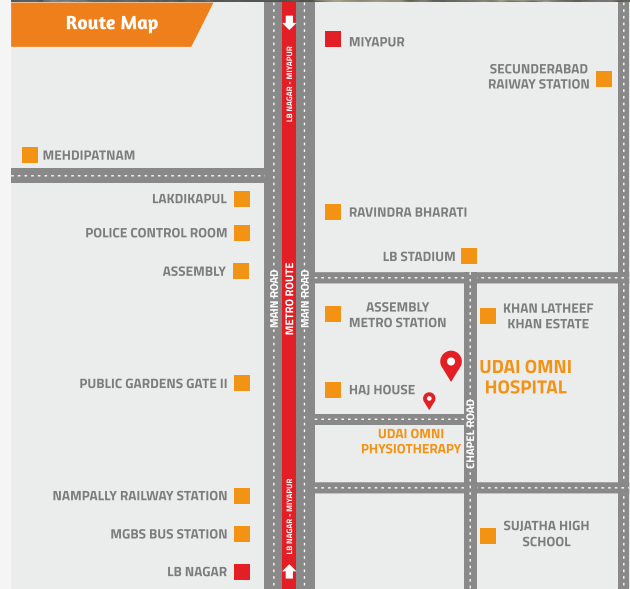 Route Map
LB NAGAR - MIYAPUR
MIYAPUR
SECUNDERABAD
RAIWAY STATION
MEHDIPATNAM
LAKDIKAPUL
RAVINDRA BHARATI
POLICE CONTROL ROOM
LB STADIUM
ASSEMBLY
MAIN ROAD
METRO ROUTE
MAIN ROAD
ASSEMBLY
METRO STATION
KHAN LATHEEF
KHAN ESTATE
UDAI OMNI
HOSPITAL
PUBLIC GARDENS GATE II
HAJ HOUSE
CHAPEL ROAD
UDAI OMNI
PHYSIOTHERAPY
NAMPALLY RAILWAY STATION
LB NAGAR - MIYAPUR
MGBS BUS STATION
SUJATHA HIGH
SCHOOL
LB NAGAR